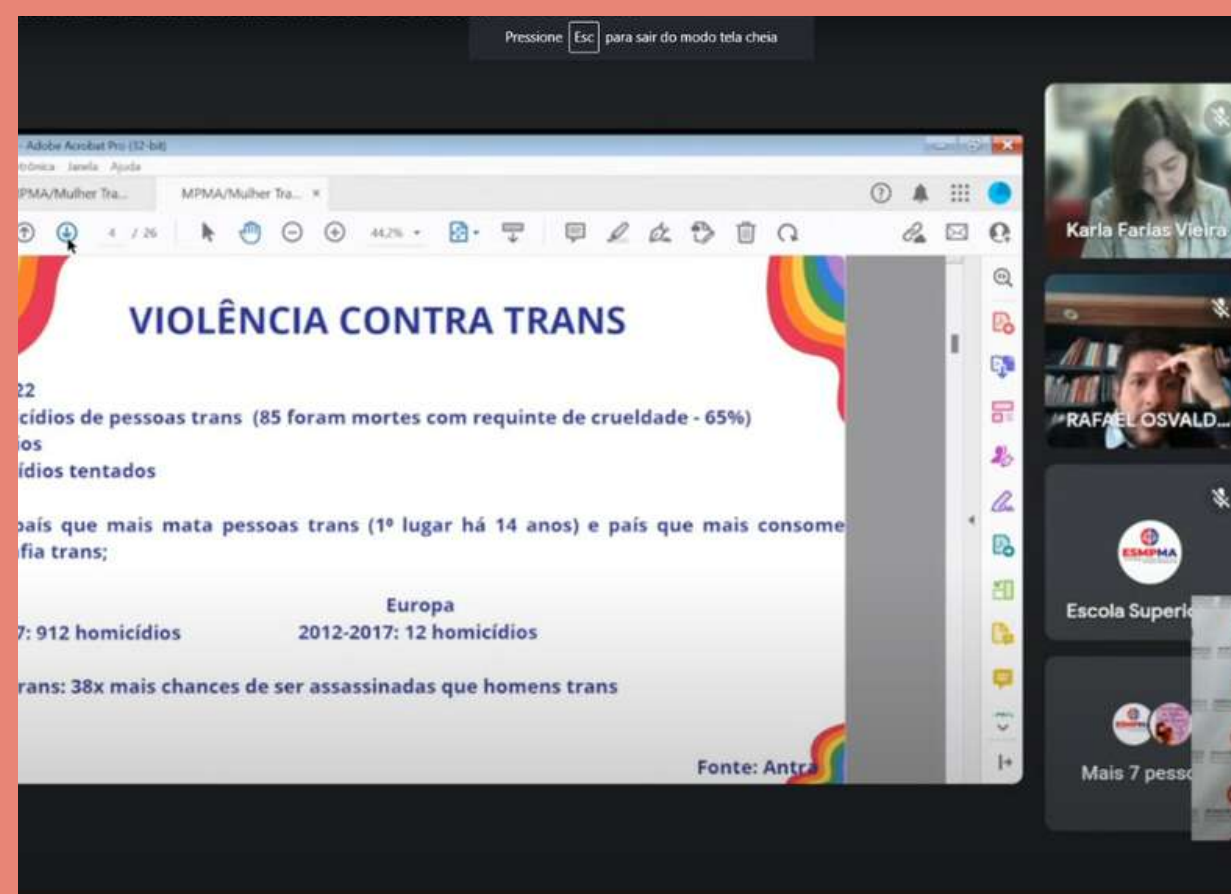 Pressione Esc para sair do modo tela cheia
- Adobe Acrobat Pro (32-bit)
Janela Ajuda
MPMA/Mulher Tra... MPMA/Mulher Tra... ×
4 / 26 44,2%
VIOLÊNCIA CONTRA TRANS
22
cídios de pessoas trans (85 foram mortes com requinte de crueldade - 65%)
ios
ídios tentados
país que mais mata pessoas trans (1º lugar há 14 anos) e país que mais consome
fia trans;
Europa
7: 912 homicídios 2012-2017: 12 homicídios
rans: 38x mais chances de ser assassinadas que homens trans
Fonte: Antra
Karla Farias Vieira
RAFAEL OSVALD...
ESMPMA
Escola Superio
ESMPMA
Mais 7 pesso